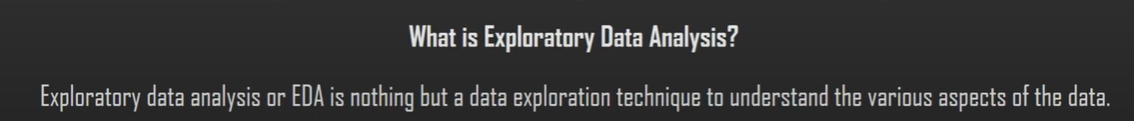 What is Exploratory Data Analysis?
Exploratory data analysis or EDA is nothing but a data exploration technique to understand the various aspects of the data.